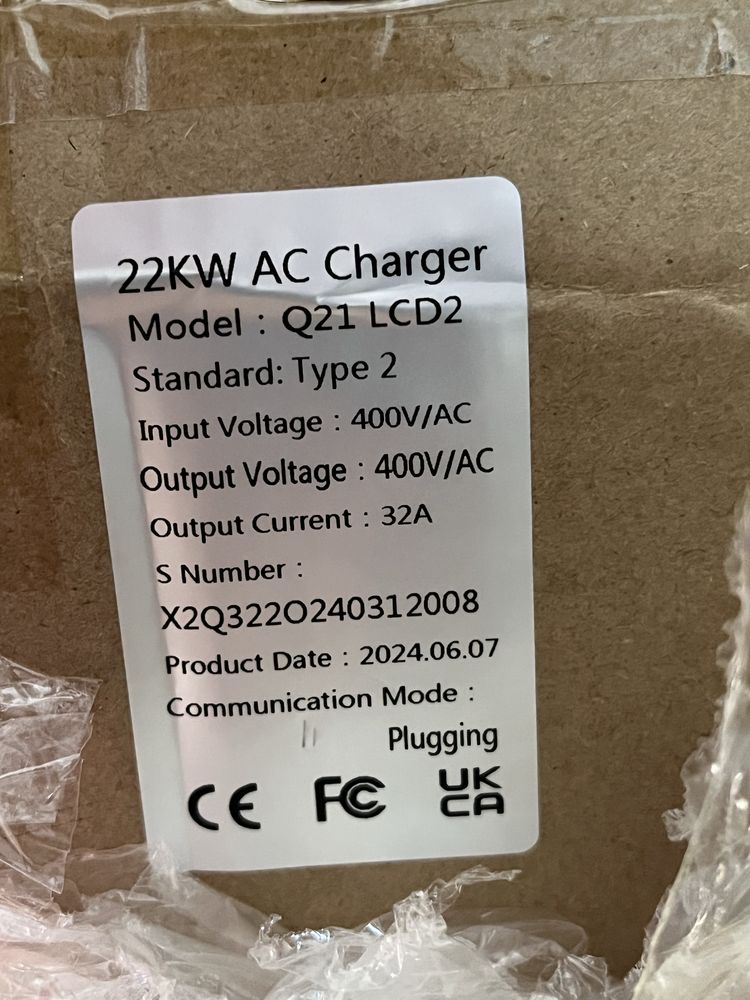 22KW AC Charger
Model : Q21 LCD2
Standard: Type 2
Input Voltage : 400V/AC
Output Voltage : 400V/AC
Output Current : 32A
S Number :
X2Q322O240312008
Product Date : 2024.06.07
Communication Mode :
Plugging
CE FC UK CA